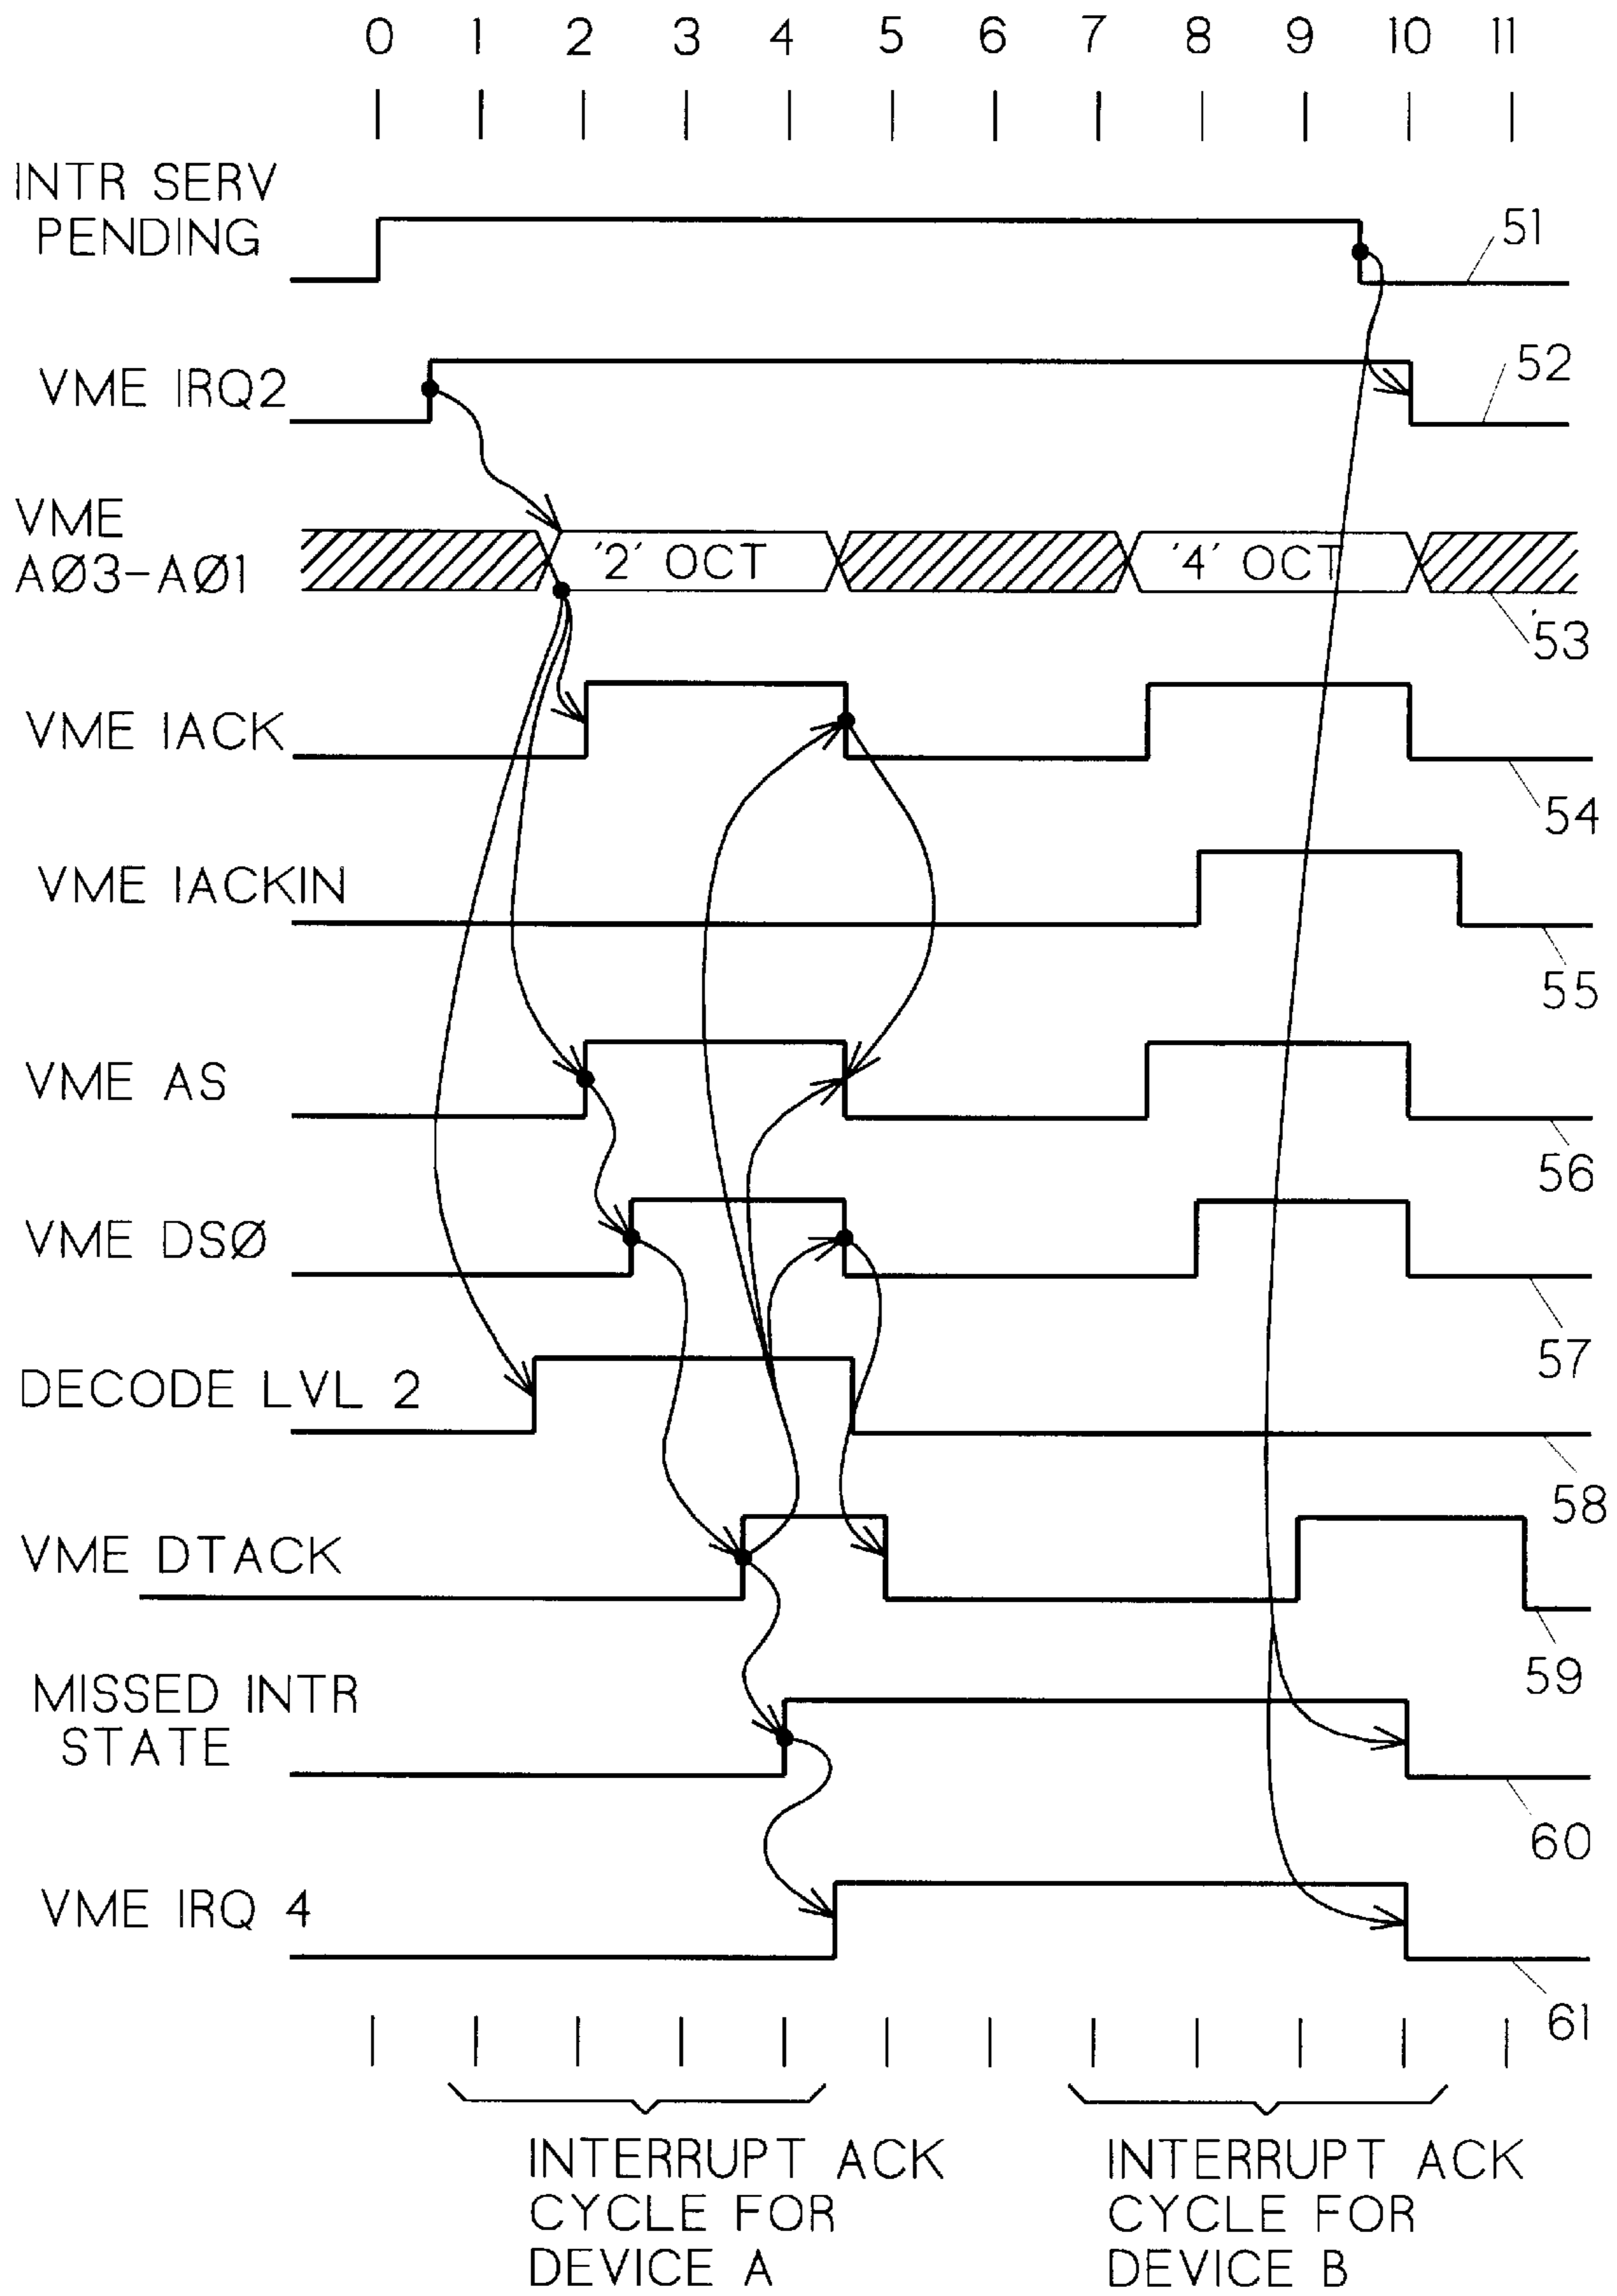 0 1 2 3 4 5 6 7 8 9 10 11
INTR SERV
PENDING
51
VME IRQ2
52
VME
AØ3-AØ1
'2' OCT
'4' OCT
53
VME IACK
54
VME IACKIN
55
VME AS
56
VME DSØ
57
DECODE LVL 2
58
VME DTACK
59
MISSED INTR
STATE
60
VME IRQ 4
61
INTERRUPT ACK
CYCLE FOR
DEVICE A
INTERRUPT ACK
CYCLE FOR
DEVICE B